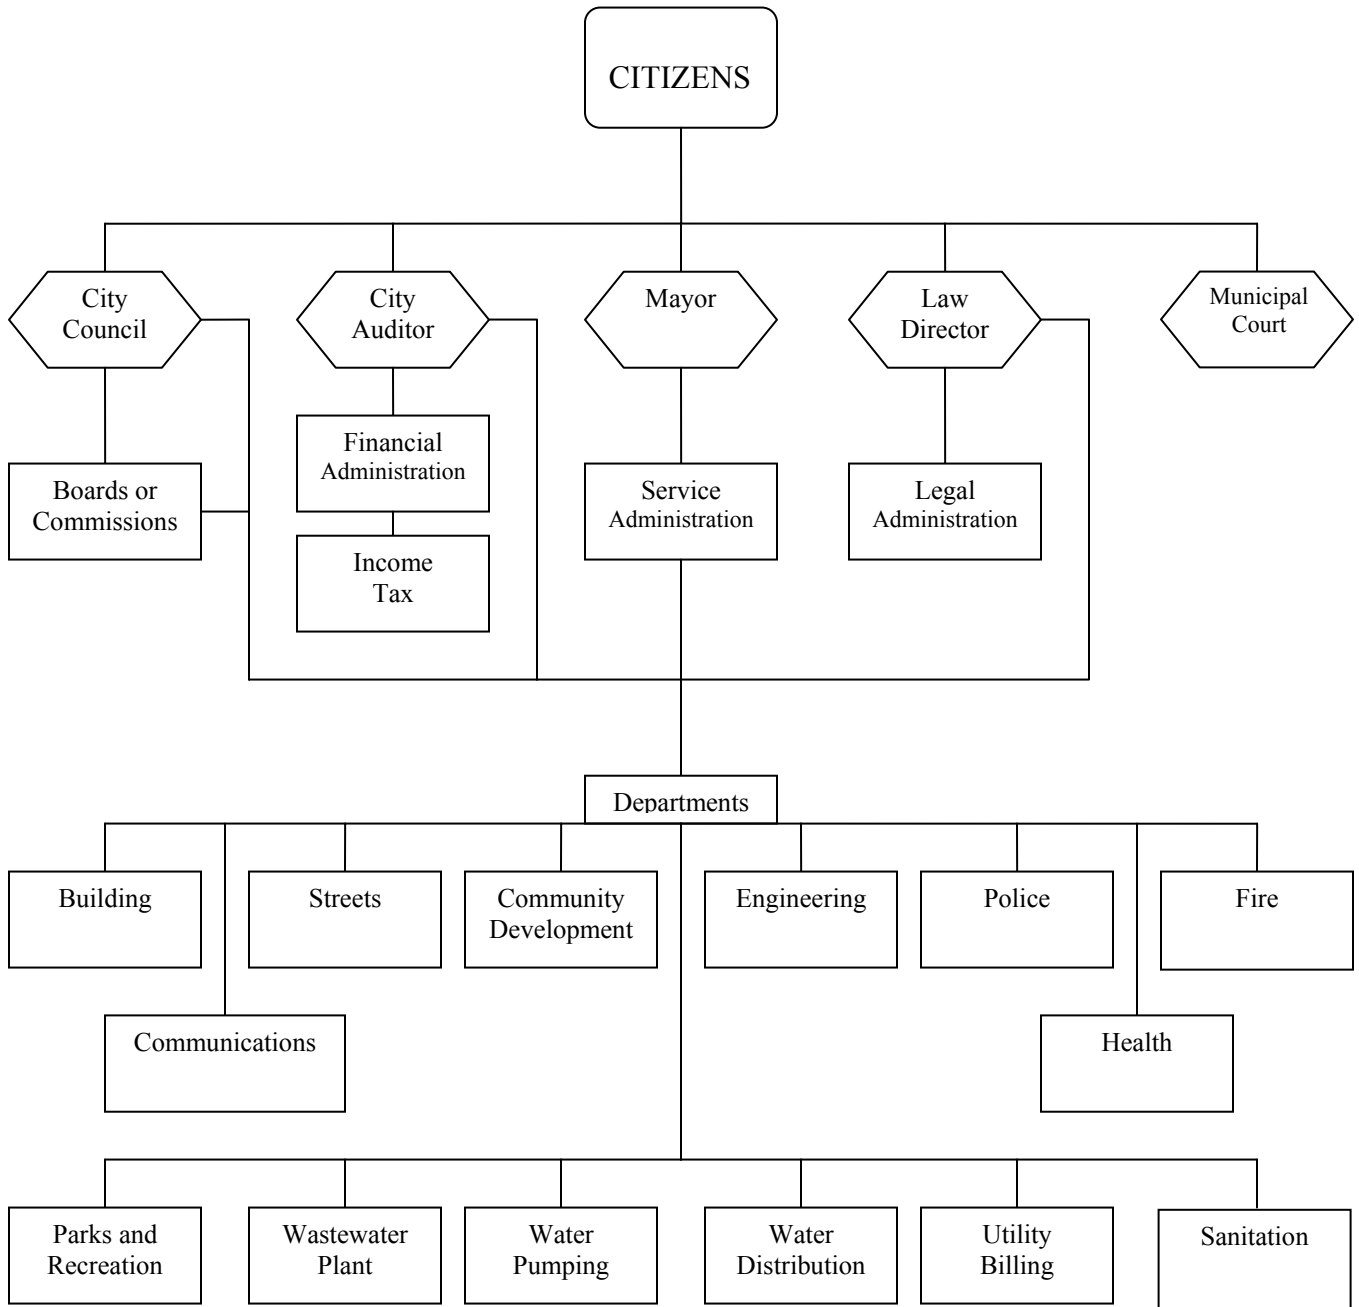 CITIZENS
City
Council
City
Auditor
Mayor
Law
Director
Municipal
Court
Financial
Administration
Boards or
Commissions
Service
Administration
Legal
Administration
Income
Tax
Departments
Building
Streets
Community
Development
Engineering
Police
Fire
Communications
Health
Parks and
Recreation
Wastewater
Plant
Water
Pumping
Water
Distribution
Utility
Billing
Sanitation